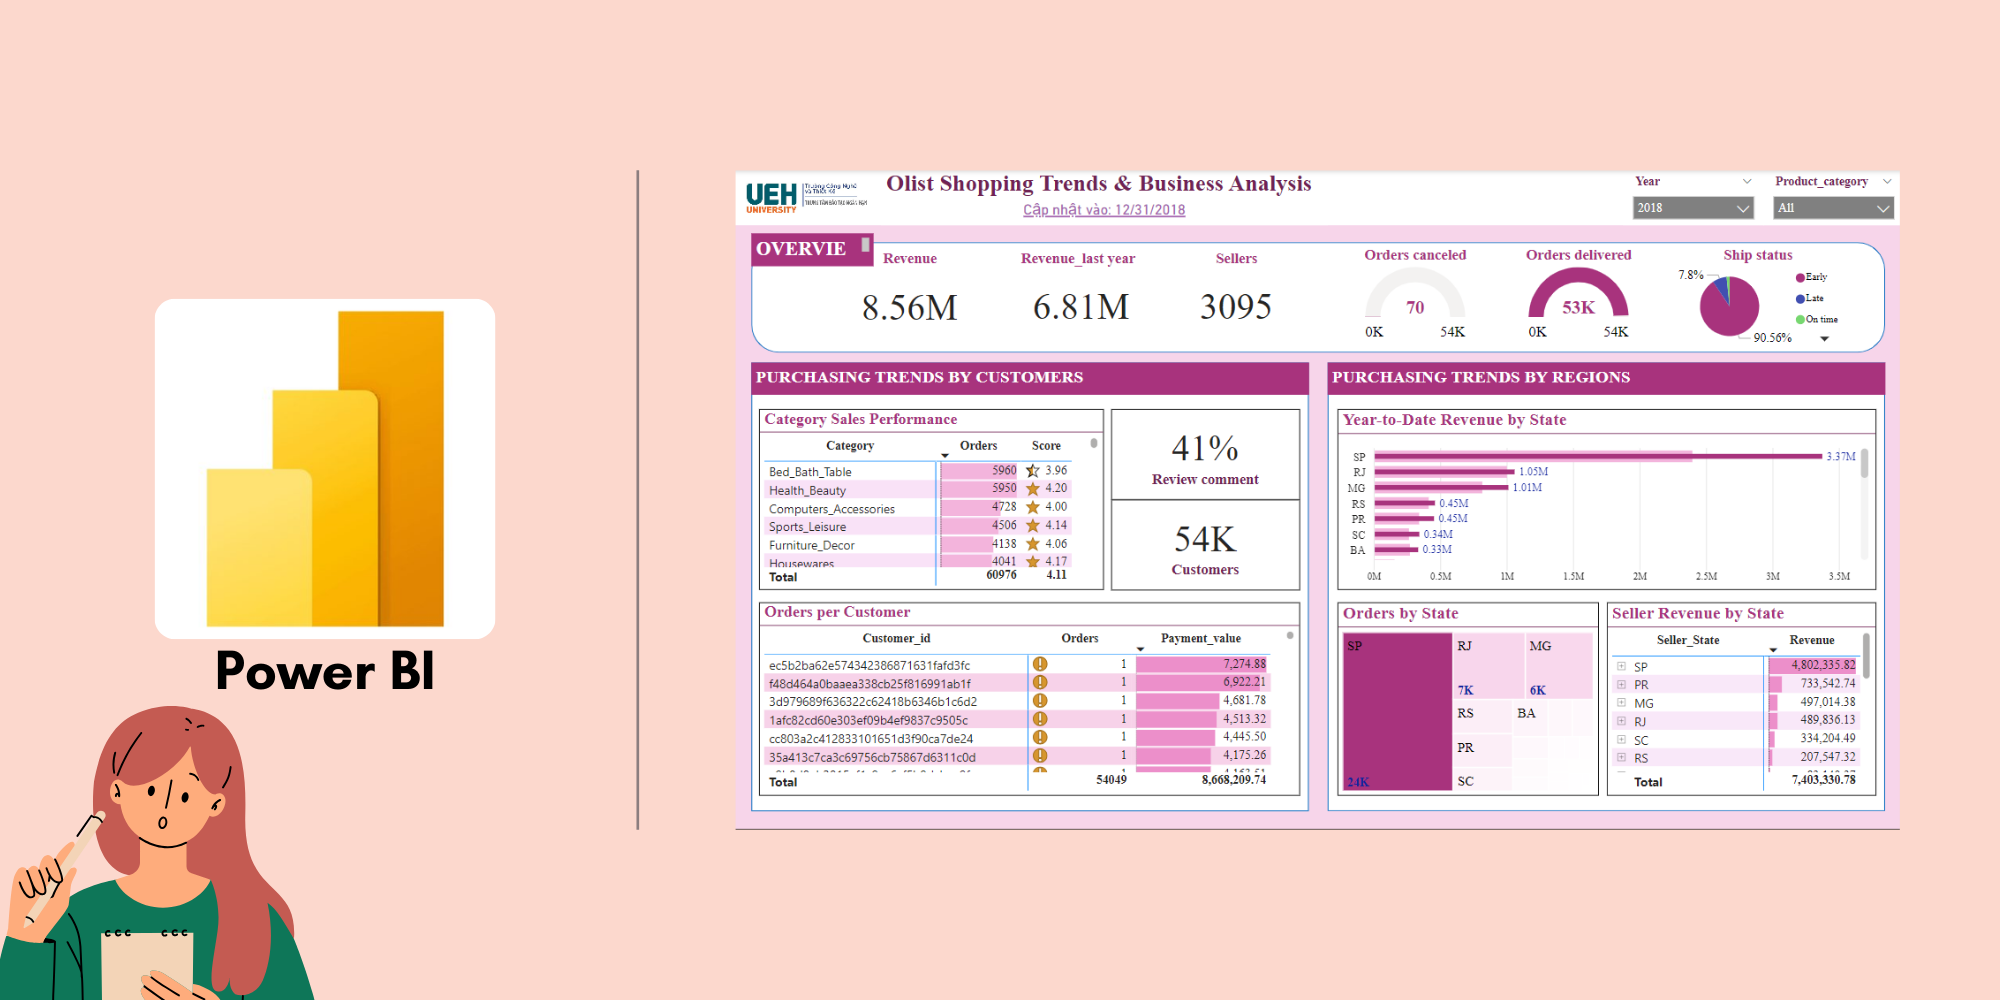 Power BI
UEH
UNIVERSITY
Trường Công Nghệ
và Thiết Kế
Olist Shopping Trends & Business Analysis
Cập nhật vào: 12/31/2018
Year
Product_category
2018
All
OVERVIE
Revenue
8.56M
Revenue_last year
6.81M
Sellers
3095
Orders canceled
70
0K
54K
Orders delivered
53K
0K
54K
Ship status
7.8%
90.56%
Early
Late
On time
PURCHASING TRENDS BY CUSTOMERS
Category Sales Performance
Category Orders Score
Bed_Bath_Table 5960 3.96
Health_Beauty 5950 4.20
Computers_Accessories 4728 4.00
Sports_Leisure 4506 4.14
Furniture_Decor 4138 4.06
Housewares 4041 4.17
Total 60976 4.11
41%
Review comment
54K
Customers
Orders per Customer
Customer_id Orders Payment_value
ec5b2ba62e574342386871631fafd3fc 1 7,274.88
f48d464a0baaea338cb25f816991ab1f 1 6,922.21
3d979689f636322c62418b6346b1c6d2 1 4,681.78
1afc82cd60e303ef09b4ef9837c9505c 1 4,513.32
cc803a2c412833101651d3f90ca7de24 1 4,445.50
35a413c7ca3c69756cb75867d6311c0d 1 4,175.26
Total 54049 8,668,209.74
PURCHASING TRENDS BY REGIONS
Year-to-Date Revenue by State
SP 3.37M
RJ 1.05M
MG 1.01M
RS 0.45M
PR 0.45M
SC 0.34M
BA 0.33M
0M 0.5M 1M 1.5M 2M 2.5M 3M 3.5M
Orders by State
SP
24K
RJ
7K
MG
6K
RS
BA
PR
SC
Seller Revenue by State
Seller_State Revenue
SP 4,802,335.82
PR 733,542.74
MG 497,014.38
RJ 489,836.13
SC 334,204.49
RS 207,547.32
Total 7,403,330.78